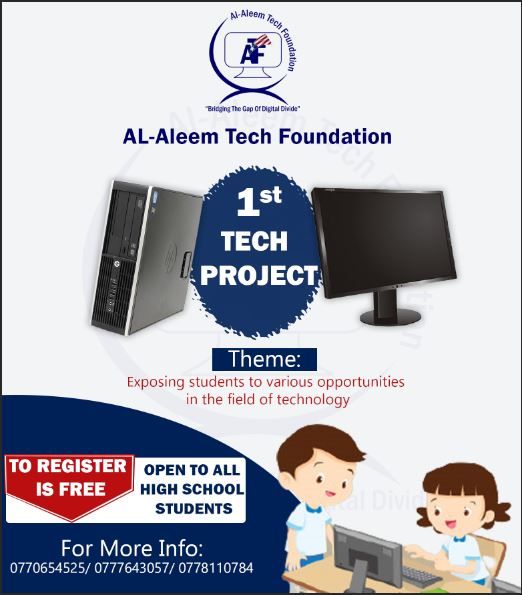 Al-Aleem Tech Foundation
ATF
"Bridging The Gap Of Digital Divide"
AL-Aleem Tech Foundation
1st
TECH
PROJECT
Theme:
Exposing students to various opportunities
in the field of technology
TO REGISTER
IS FREE
OPEN TO ALL
HIGH SCHOOL
STUDENTS
For More Info:
0770654525/ 0777643057/ 0778110784